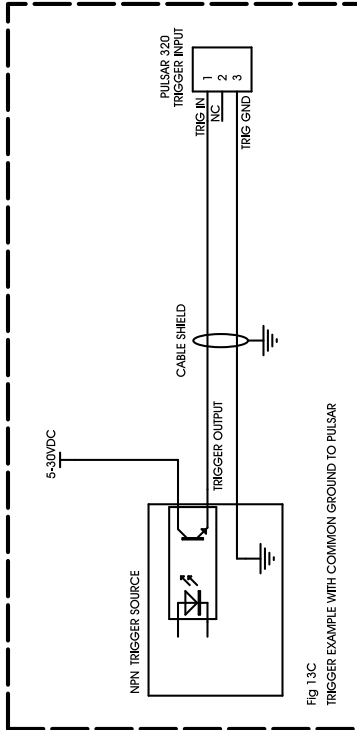 PULSAR 320
TRIGGER INPUT
1
2
3
TRIG IN
NC
TRIG GND
CABLE SHIELD
5-30VDC
TRIGGER OUTPUT
NPN TRIGGER SOURCE
Fig 13C
TRIGGER EXAMPLE WITH COMMON GROUND TO PULSAR